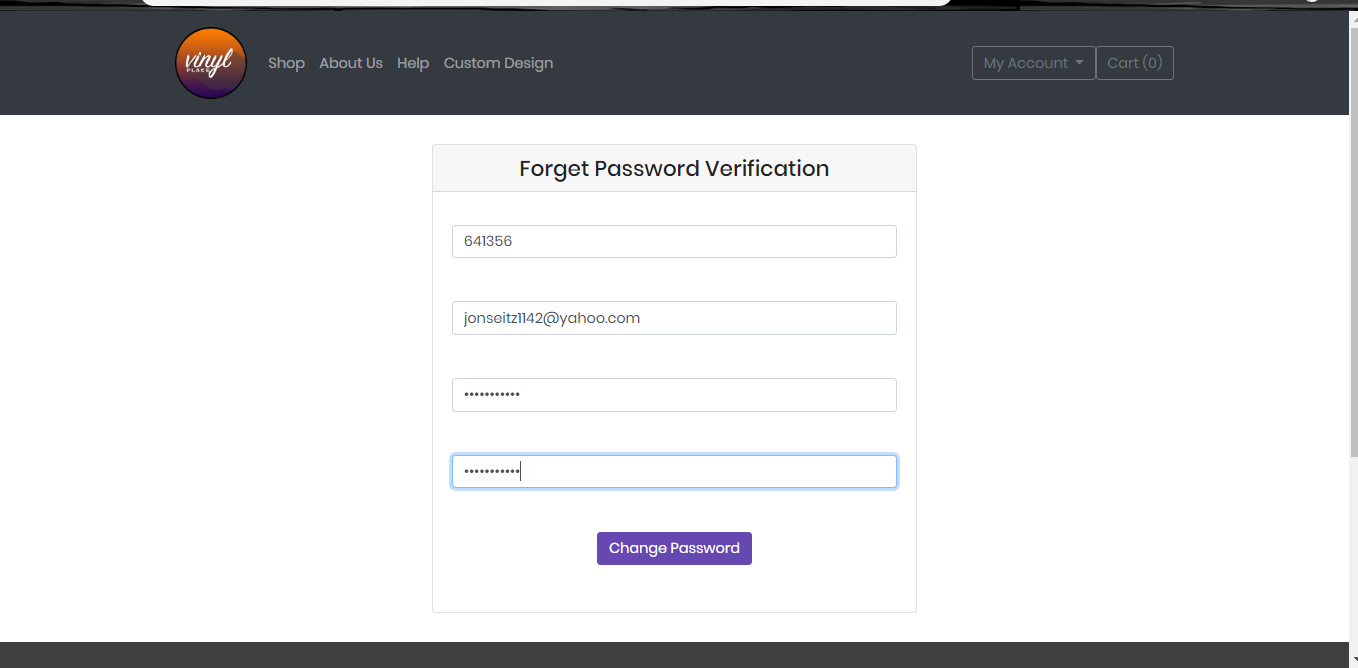 vinyl
PLACE
Shop About Us Help Custom Design My Account Cart (0)
Forget Password Verification
641356
jonseitz1142@yahoo.com
•••••••••••
•••••••••••
Change Password